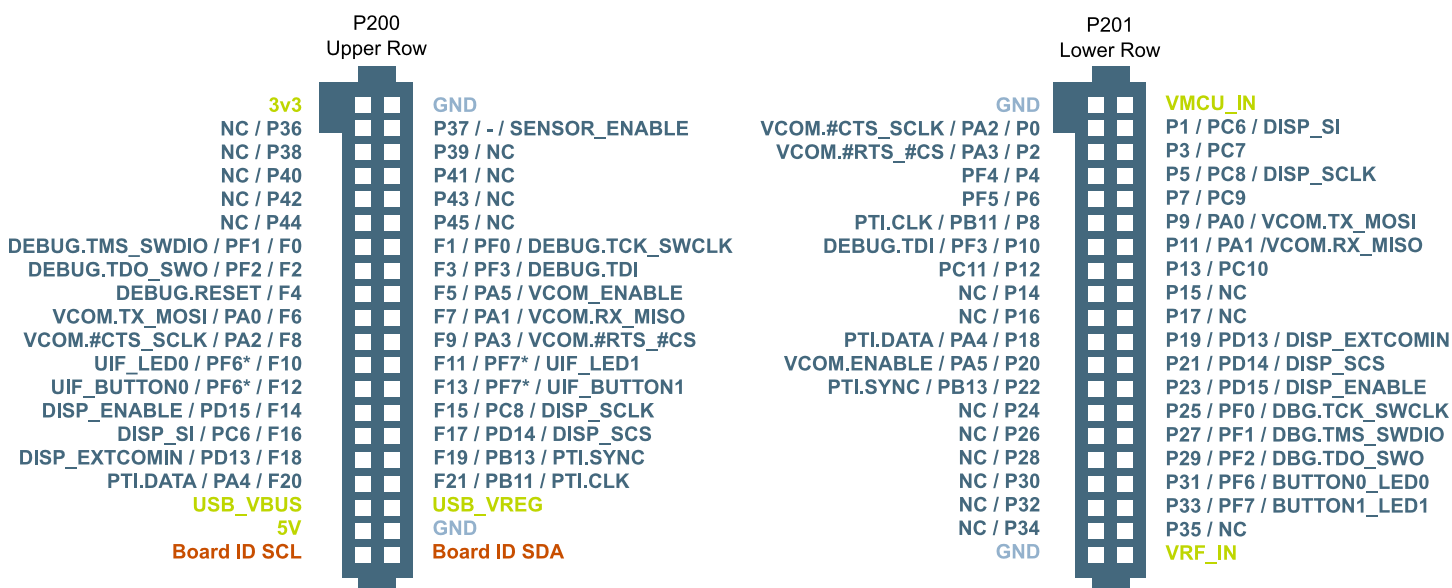 P200
Upper Row
3v3 GND
NC / P36 P37 / - / SENSOR_ENABLE
NC / P38 P39 / NC
NC / P40 P41 / NC
NC / P42 P43 / NC
NC / P44 P45 / NC
DEBUG.TMS_SWDIO / PF1 / F0 F1 / PF0 / DEBUG.TCK_SWCLK
DEBUG.TDO_SWO / PF2 / F2 F3 / PF3 / DEBUG.TDI
DEBUG.RESET / F4 F5 / PA5 / VCOM_ENABLE
VCOM.TX_MOSI / PA0 / F6 F7 / PA1 / VCOM.RX_MISO
VCOM.#CTS_SCLK / PA2 / F8 F9 / PA3 / VCOM.#RTS_#CS
UIF_LED0 / PF6* / F10 F11 / PF7* / UIF_LED1
UIF_BUTTON0 / PF6* / F12 F13 / PF7* / UIF_BUTTON1
DISP_ENABLE / PD15 / F14 F15 / PC8 / DISP_SCLK
DISP_SI / PC6 / F16 F17 / PD14 / DISP_SCS
DISP_EXTCOMIN / PD13 / F18 F19 / PB13 / PTI.SYNC
PTI.DATA / PA4 / F20 F21 / PB11 / PTI.CLK
USB_VBUS USB_VREG
5V GND
Board ID SCL Board ID SDA
P201
Lower Row
GND VMCU_IN
VCOM.#CTS_SCLK / PA2 / P0 P1 / PC6 / DISP_SI
VCOM.#RTS_#CS / PA3 / P2 P3 / PC7
PF4 / P4 P5 / PC8 / DISP_SCLK
PF5 / P6 P7 / PC9
PTI.CLK / PB11 / P8 P9 / PA0 / VCOM.TX_MOSI
DEBUG.TDI / PF3 / P10 P11 / PA1 /VCOM.RX_MISO
PC11 / P12 P13 / PC10
NC / P14 P15 / NC
NC / P16 P17 / NC
PTI.DATA / PA4 / P18 P19 / PD13 / DISP_EXTCOMIN
VCOM.ENABLE / PA5 / P20 P21 / PD14 / DISP_SCS
PTI.SYNC / PB13 / P22 P23 / PD15 / DISP_ENABLE
NC / P24 P25 / PF0 / DBG.TCK_SWCLK
NC / P26 P27 / PF1 / DBG.TMS_SWDIO
NC / P28 P29 / PF2 / DBG.TDO_SWO
NC / P30 P31 / PF6 / BUTTON0_LED0
NC / P32 P33 / PF7 / BUTTON1_LED1
NC / P34 P35 / NC
GND VRF_IN